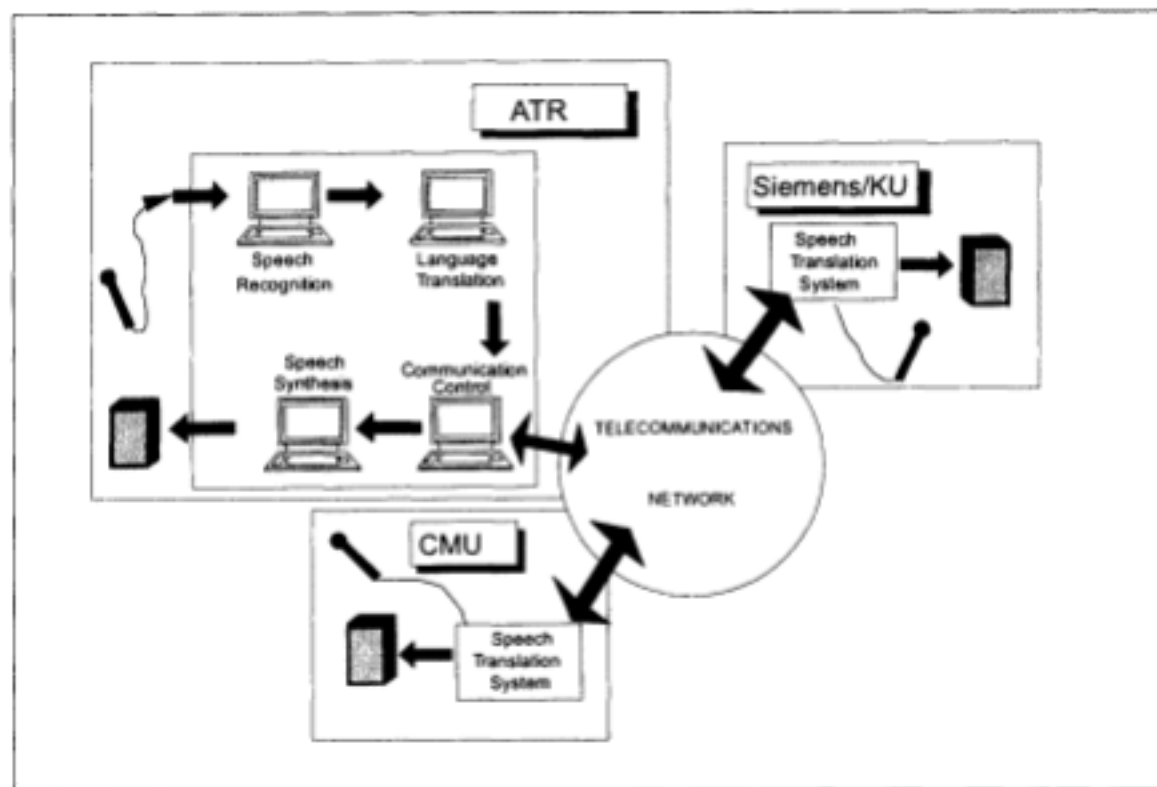 ATR
Speech
Recognition
Language
Translation
Speech
Synthesis
Communication
Control
Siemens/KU
Speech
Translation
System
TELECOMMUNICATIONS
NETWORK
CMU
Speech
Translation
System